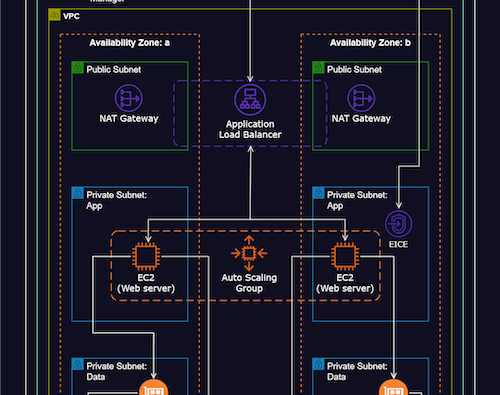 Manager
VPC
Availability Zone: a
Availability Zone: b
Public Subnet
Public Subnet
NAT Gateway
Application
Load Balancer
NAT Gateway
Private Subnet:
App
Private Subnet:
App
EICE
EC2
(Web server)
Auto Scaling
Group
EC2
(Web server)
Private Subnet:
Data
Private Subnet:
Data